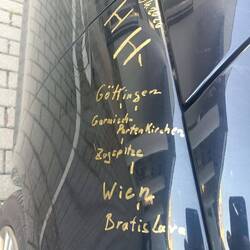 Göttingen
Garmisch-
Partenkirchen
Zugspitze
Wien
Bratislava